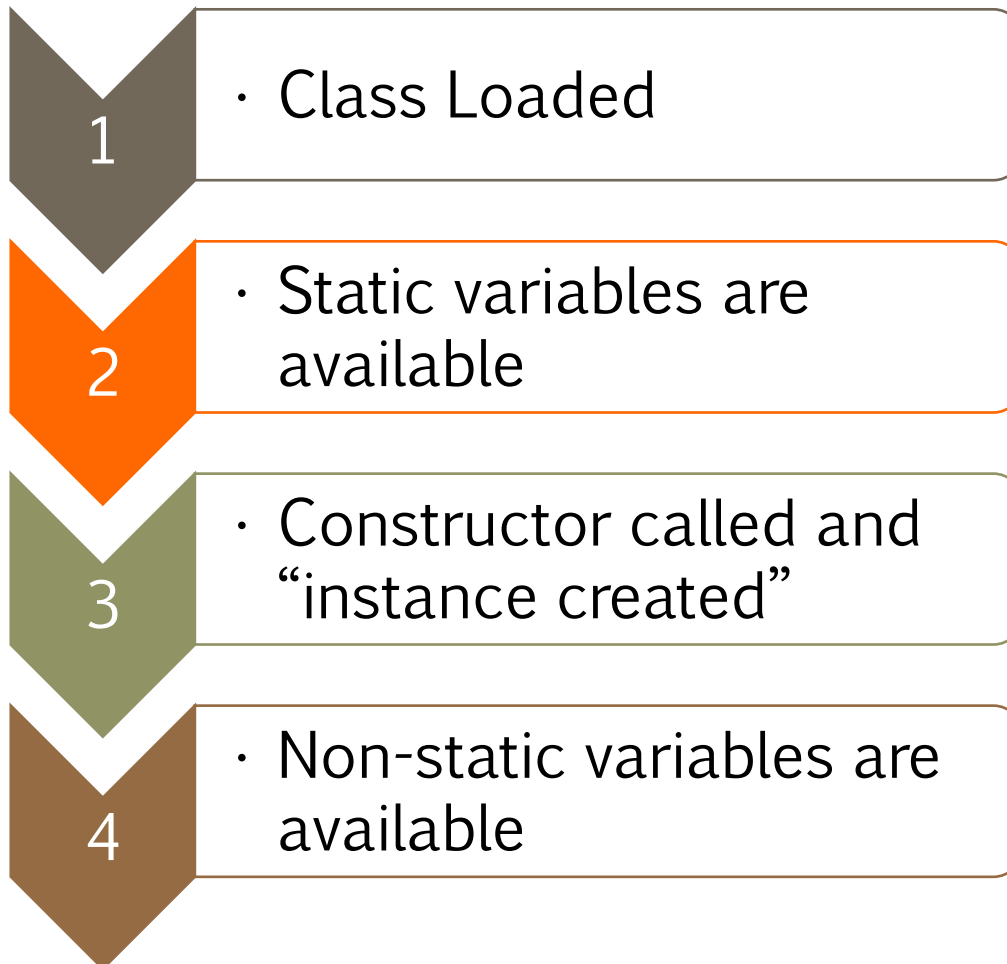 1
· Class Loaded
2
· Static variables are
available
3
· Constructor called and
“instance created”
4
· Non-static variables are
available